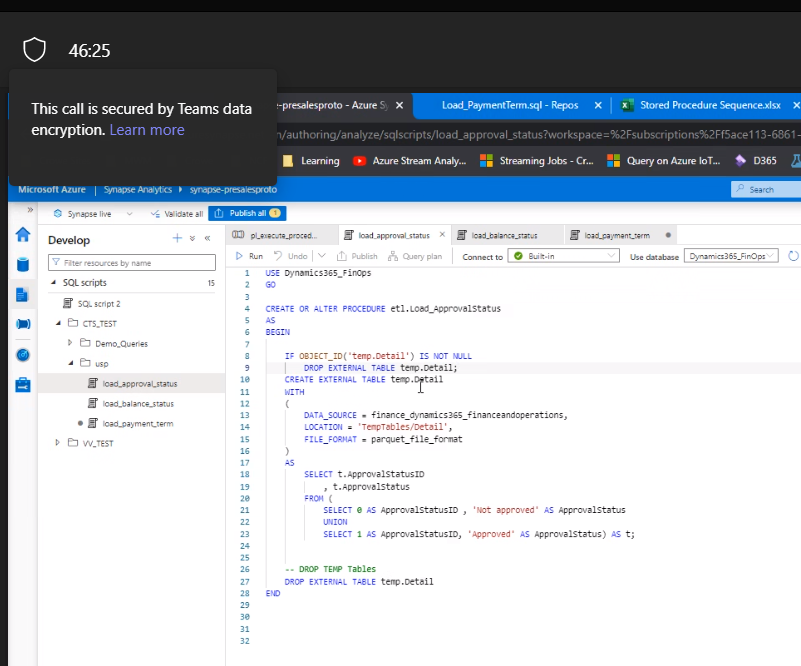 46:25
This call is secured by Teams data
encryption. Learn more
-presalesproto - Azure Sy
Load_PaymentTerm.sql - Repos
Stored Procedure Sequence.xlsx
/authoring/analyze/sqlscripts/load_approval_status?workspace=%2Fsubscriptions%2Ff5ace113-6861-
Learning
Azure Stream Analy...
Streaming Jobs - Cr...
Query on Azure IoT...
D365
Microsoft Azure
Synapse Analytics
synapse-presalesproto
Search
Synapse live
Validate all
Publish all 1
Develop
Filter resources by name
SQL scripts 15
SQL script 2
CTS_TEST
Demo_Queries
usp
load_approval_status
load_balance_status
load_payment_term
VV_TEST
pl_execute_proced...
load_approval_status
load_balance_status
load_payment_term
Run
Undo
Publish
Query plan
Connect to
Built-in
Use database
Dynamics365_FinOps
1 USE Dynamics365_FinOps
2 GO
3
4 CREATE OR ALTER PROCEDURE etl.Load_ApprovalStatus
5 AS
6 BEGIN
7
8 IF OBJECT_ID('temp.Detail') IS NOT NULL
9 DROP EXTERNAL TABLE temp.Detail;
10 CREATE EXTERNAL TABLE temp.Detail
11 WITH
12 (
13 DATA_SOURCE = finance_dynamics365_financeandoperations,
14 LOCATION = 'TempTables/Detail',
15 FILE_FORMAT = parquet_file_format
16 )
17 AS
18 SELECT t.ApprovalStatusID
19 , t.ApprovalStatus
20 FROM (
21 SELECT 0 AS ApprovalStatusID , 'Not approved' AS ApprovalStatus
22 UNION
23 SELECT 1 AS ApprovalStatusID, 'Approved' AS ApprovalStatus) AS t;
24
25
26 -- DROP TEMP Tables
27 DROP EXTERNAL TABLE temp.Detail
28 END
29
30
31
32